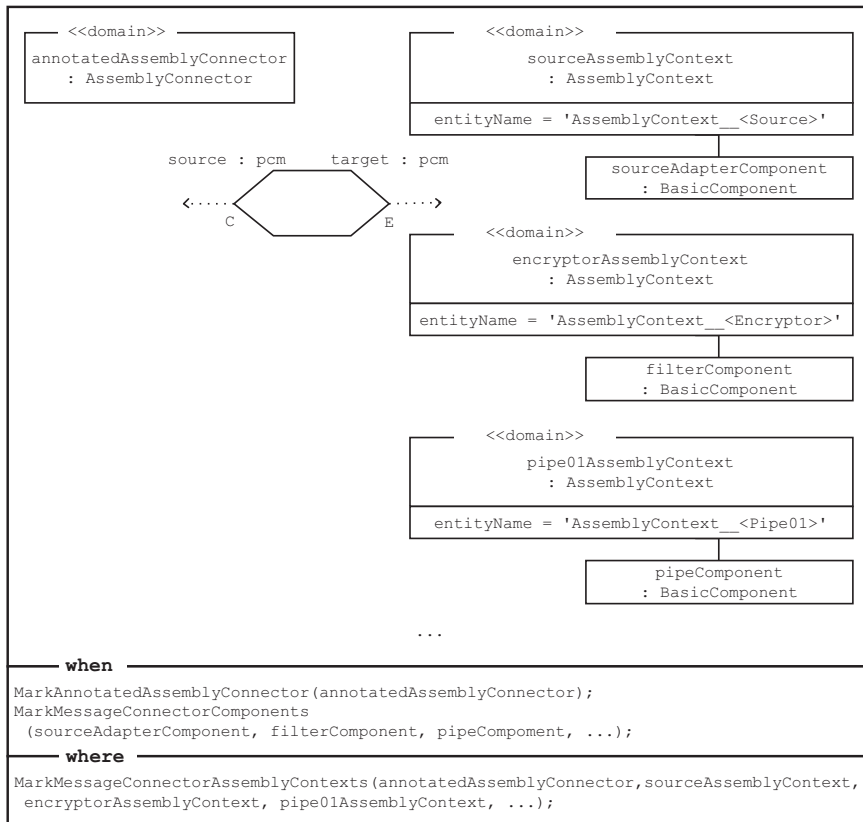 <<domain>>
annotatedAssemblyConnector
: AssemblyConnector
<<domain>>
sourceAssemblyContext
: AssemblyContext
entityName = 'AssemblyContext__<Source>'
sourceAdapterComponent
: BasicComponent
source : pcm
target : pcm
C
E
<<domain>>
encryptorAssemblyContext
: AssemblyContext
entityName = 'AssemblyContext__<Encryptor>'
filterComponent
: BasicComponent
<<domain>>
pipe01AssemblyContext
: AssemblyContext
entityName = 'AssemblyContext__<Pipe01>'
pipeComponent
: BasicComponent
...
when
MarkAnnotatedAssemblyConnector(annotatedAssemblyConnector);
MarkMessageConnectorComponents
(sourceAdapterComponent, filterComponent, pipeCompoment, ...);
where
MarkMessageConnectorAssemblyContexts(annotatedAssemblyConnector,sourceAssemblyContext,
encryptorAssemblyContext, pipe01AssemblyContext, ...);